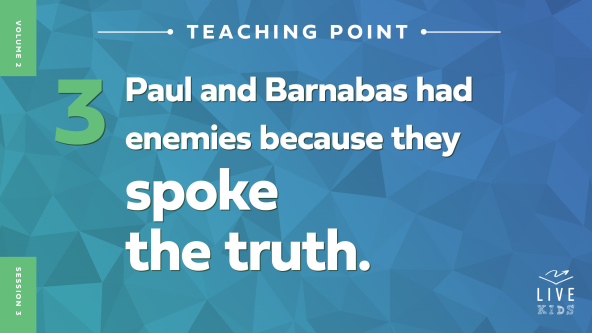 VOLUME 2
TEACHING POINT
3
Paul and Barnabas had
enemies because they
spoke
the truth.
SESSION 3
LIVE
KIDS